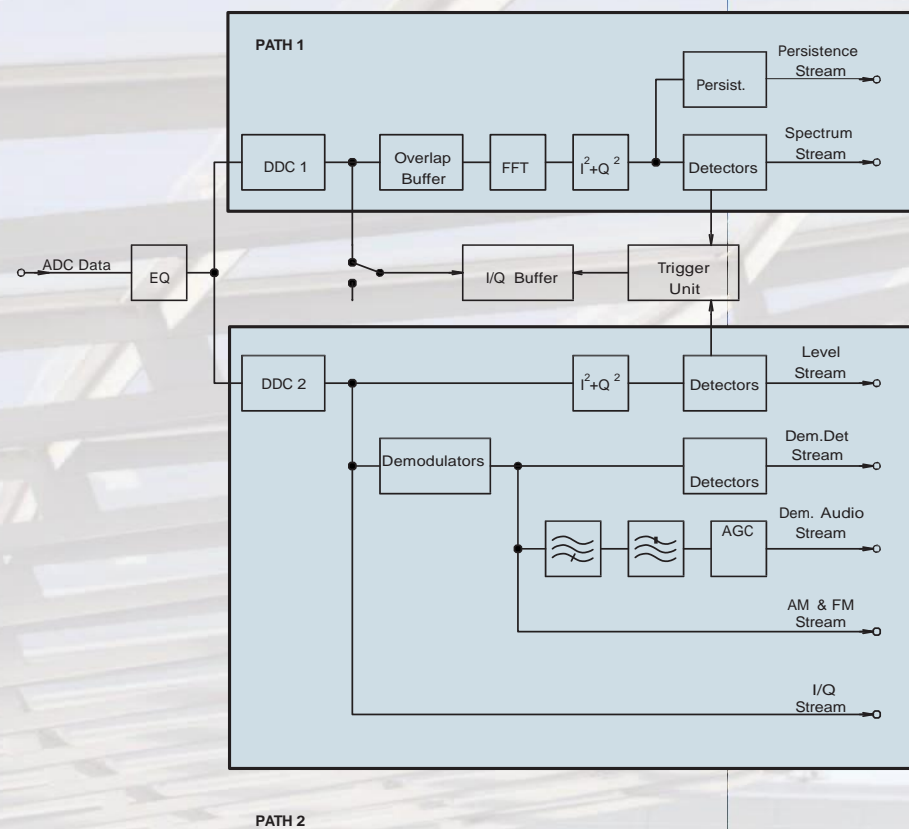 PATH 1
Persistence
Stream
Persist.
Spectrum
Stream
DDC 1
Overlap
Buffer
FFT
I²+Q ²
Detectors
ADC Data
EQ
I/Q Buffer
Trigger
Unit
Level
Stream
DDC 2
I²+Q ²
Detectors
Dem.Det
Stream
Demodulators
Detectors
Dem. Audio
Stream
AGC
AM & FM
Stream
I/Q
Stream
PATH 2